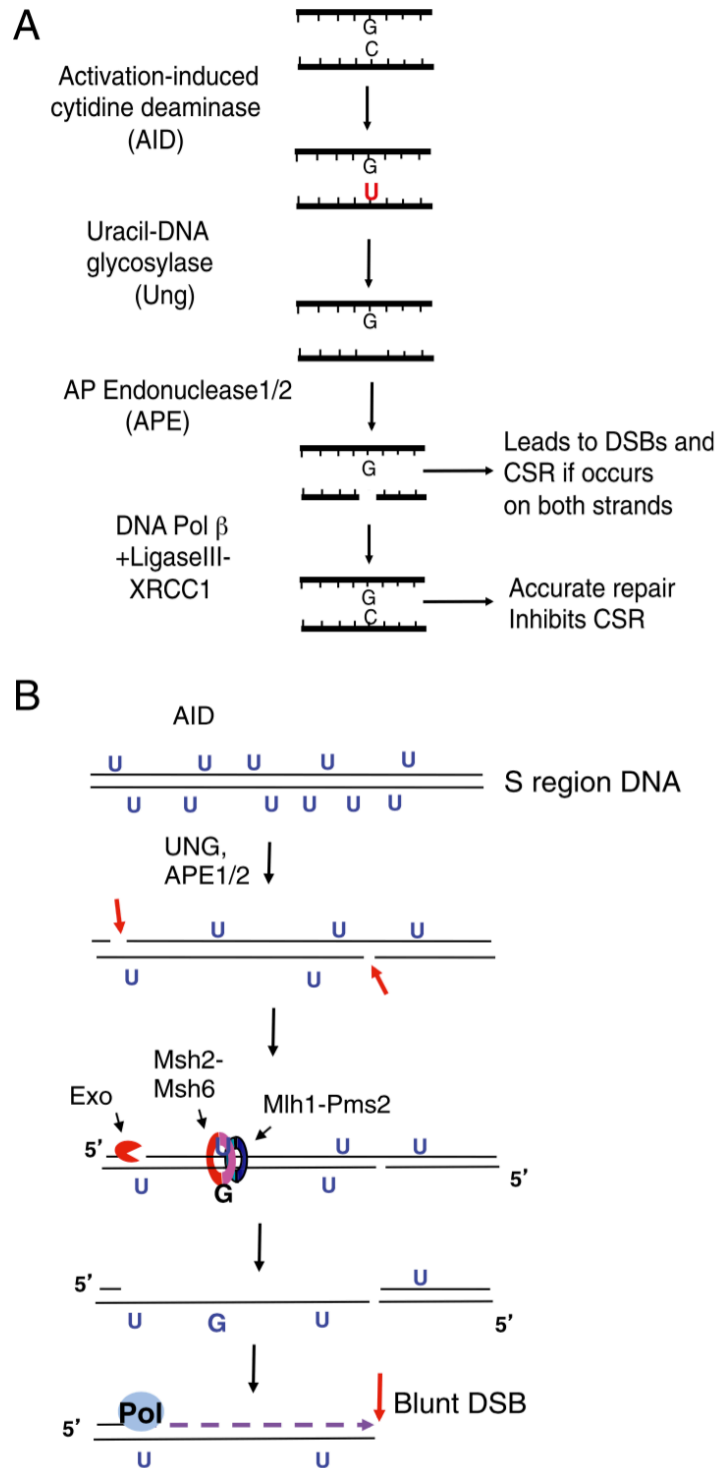 A
G
C
Activation-induced
cytidine deaminase
(AID)
G
U
Uracil-DNA
glycosylase
(Ung)
G
AP Endonuclease1/2
(APE)
G
Leads to DSBs and
CSR if occurs
on both strands
DNA Pol β
+LigaseIII-
XRCC1
G
C
Accurate repair
Inhibits CSR
B
AID
U U U U U
S region DNA
U U U U U U
UNG,
APE1/2
U U U
U U
Msh2-
Msh6
Exo
Mlh1-Pms2
5’ U U U
U G U 5’
5’ U
U G U 5’
Blunt DSB
Pol
5’
U U